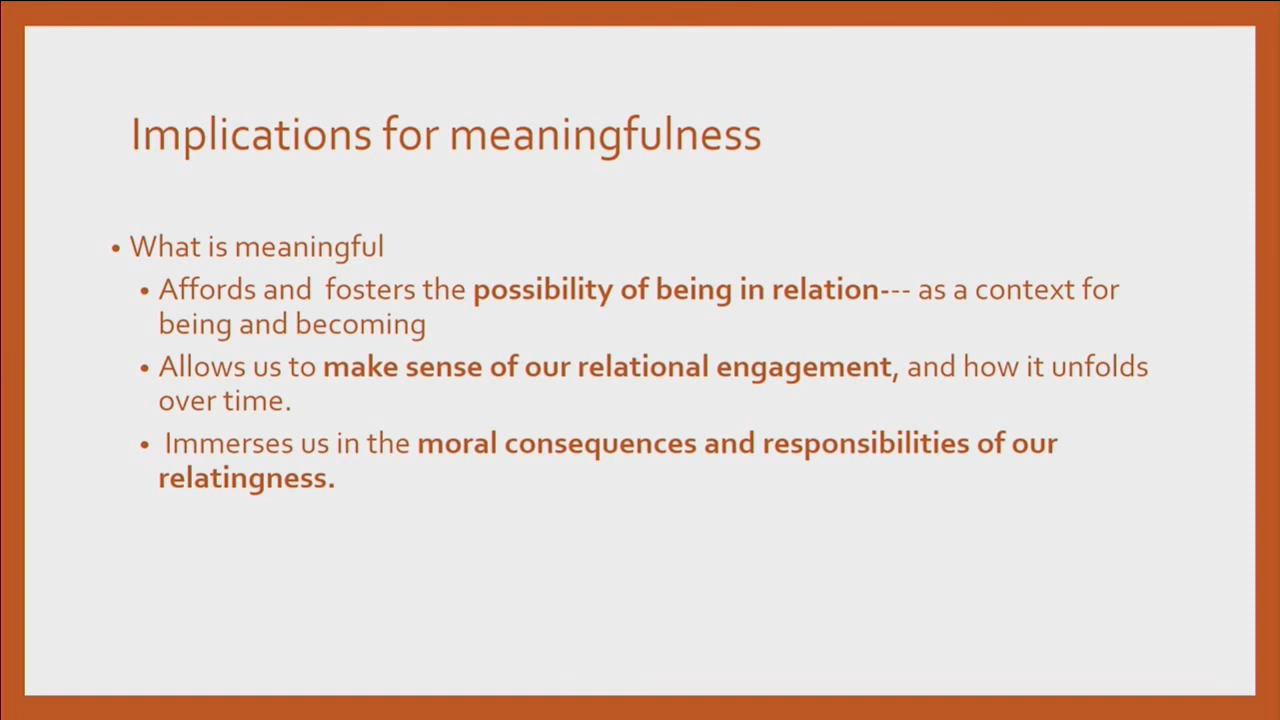 Implications for meaningfulness
• What is meaningful
• Affords and  fosters the possibility of being in relation--- as a context for
being and becoming
• Allows us to make sense of our relational engagement, and how it unfolds
over time.
•  Immerses us in the moral consequences and responsibilities of our
relatingness.